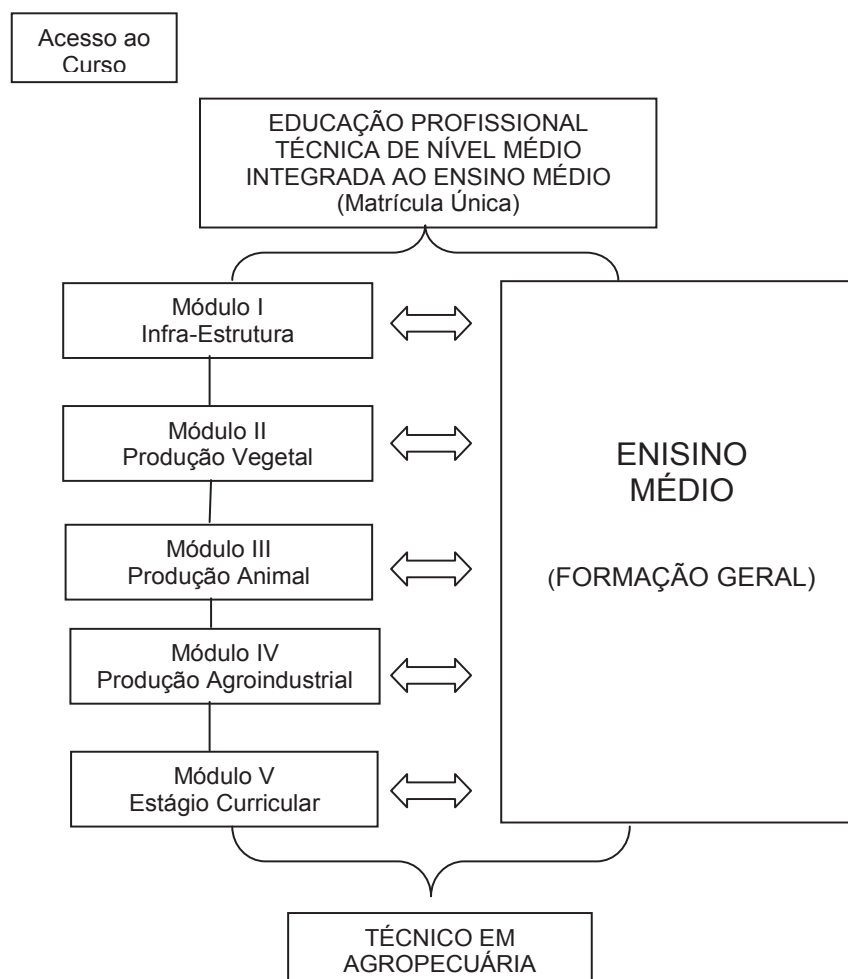 Acesso ao
Curso
EDUCAÇÃO PROFISSIONAL
TÉCNICA DE NÍVEL MÉDIO
INTEGRADA AO ENSINO MÉDIO
(Matrícula Única)
Módulo I
Infra-Estrutura
Módulo II
Produção Vegetal
Módulo III
Produção Animal
Módulo IV
Produção Agroindustrial
Módulo V
Estágio Curricular
ENISINO
MÉDIO
(FORMAÇÃO GERAL)
TÉCNICO EM
AGROPECUÁRIA